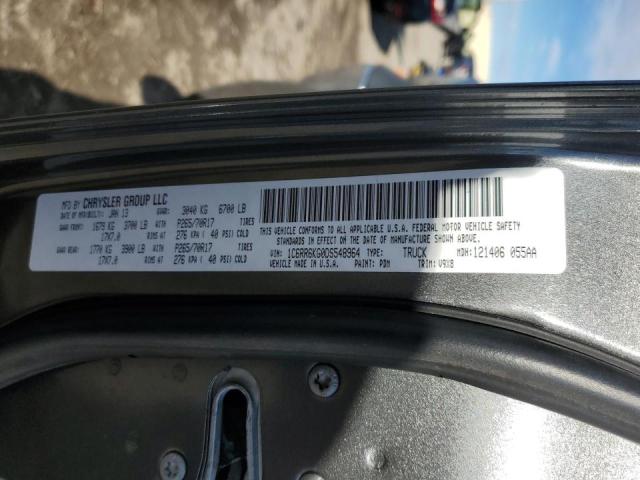 MFD BY CHRYSLER GROUP LLC
DATE OF MFR/BUILT: JAN 13 GVWR: 3040 KG 6700 LB
GAWR FRONT: 1679 KG 3700 LB WITH P265/70R17 TIRES
17X7.0 RIMS AT 276 KPA ( 40 PSI) COLD
GAWR REAR: 1770 KG 3900 LB WITH P265/70R17 TIRES
17X7.0 RIMS AT 276 KPA ( 40 PSI) COLD
THIS VEHICLE CONFORMS TO ALL APPLICABLE U.S.A. FEDERAL MOTOR VEHICLE SAFETY
STANDARDS IN EFFECT ON THE DATE OF MANUFACTURE SHOWN ABOVE.
VIN: 1C6RR6KG0DS548964 TYPE: TRUCK MDH: 121406 055AA
VEHICLE MADE IN U.S.A. PAINT: PDM TRIM: V9X8